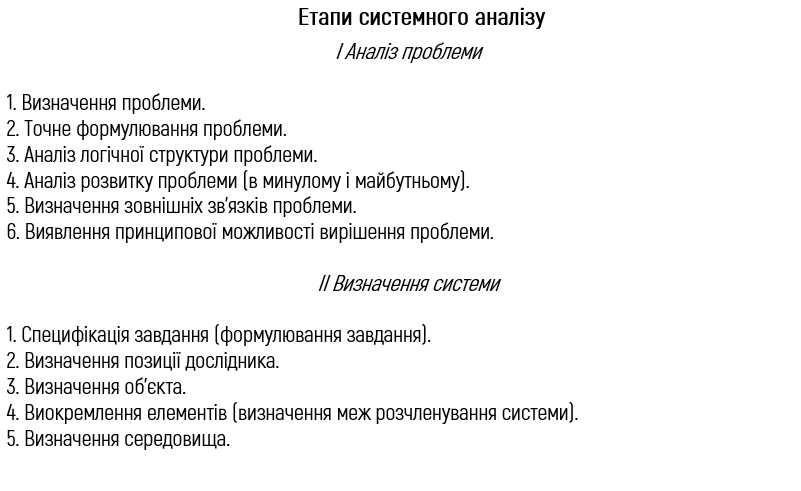 Етапи системного аналізу
I Аналіз проблеми
1. Визначення проблеми.
2. Точне формулювання проблеми.
3. Аналіз логічної структури проблеми.
4. Аналіз розвитку проблеми (в минулому і майбутньому).
5. Визначення зовнішніх зв'язків проблеми.
6. Виявлення принципової можливості вирішення проблеми.
II Визначення системи
1. Специфікація завдання (формулювання завдання).
2. Визначення позиції дослідника.
3. Визначення об'єкта.
4. Виокремлення елементів (визначення меж розчленування системи).
5. Визначення середовища.